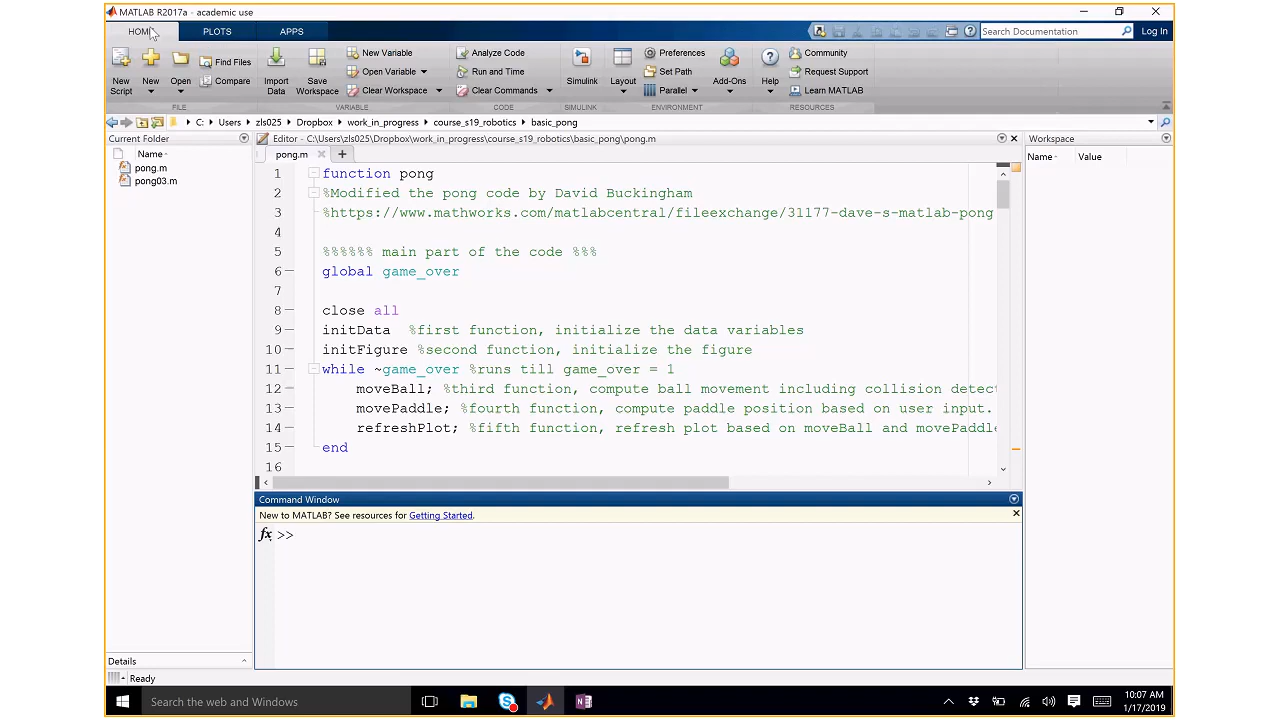 MATLAB R2017a - academic use
HOME PLOTS APPS
Search Documentation Log In
New Script
New
Open
Find Files
Compare
FILE
Import Data
Save Workspace
New Variable
Open Variable
Clear Workspace
VARIABLE
Analyze Code
Run and Time
Clear Commands
CODE
Simulink
SIMULINK
Layout
Preferences
Set Path
Parallel
Add-Ons
ENVIRONMENT
Help
Community
Request Support
Learn MATLAB
RESOURCES
C: Users zls025 Dropbox work_in_progress course_s19_robotics basic_pong
Current Folder
Name
pong.m
pong03.m
Details
Editor - C:\Users\zls025\Dropbox\work_in_progress\course_s19_robotics\basic_pong\pong.m
pong.m
1 function pong
2 %Modified the pong code by David Buckingham
3 %https://www.mathworks.com/matlabcentral/fileexchange/31177-dave-s-matlab-pong
4
5 %%%%%% main part of the code %%%
6 global game_over
7
8 close all
9 initData %first function, initialize the data variables
10 initFigure %second function, initialize the figure
11 while ~game_over %runs till game_over = 1
12 moveBall; %third function, compute ball movement including collision detec
13 movePaddle; %fourth function, compute paddle position based on user input.
14 refreshPlot; %fifth function, refresh plot based on moveBall and movePaddle
15 end
16
Command Window
New to MATLAB? See resources for Getting Started.
fx >>
Workspace
Name Value
Ready
Search the web and Windows
10:07 AM
1/17/2019